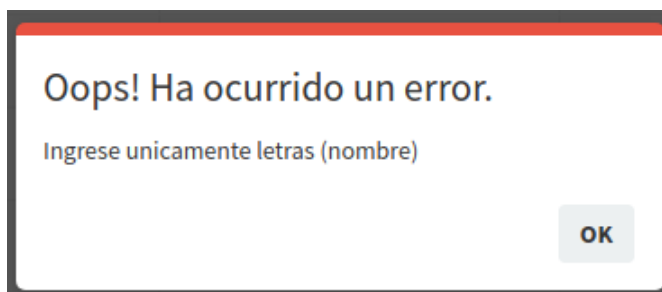 Oops! Ha ocurrido un error.
Ingrese unicamente letras (nombre)
OK